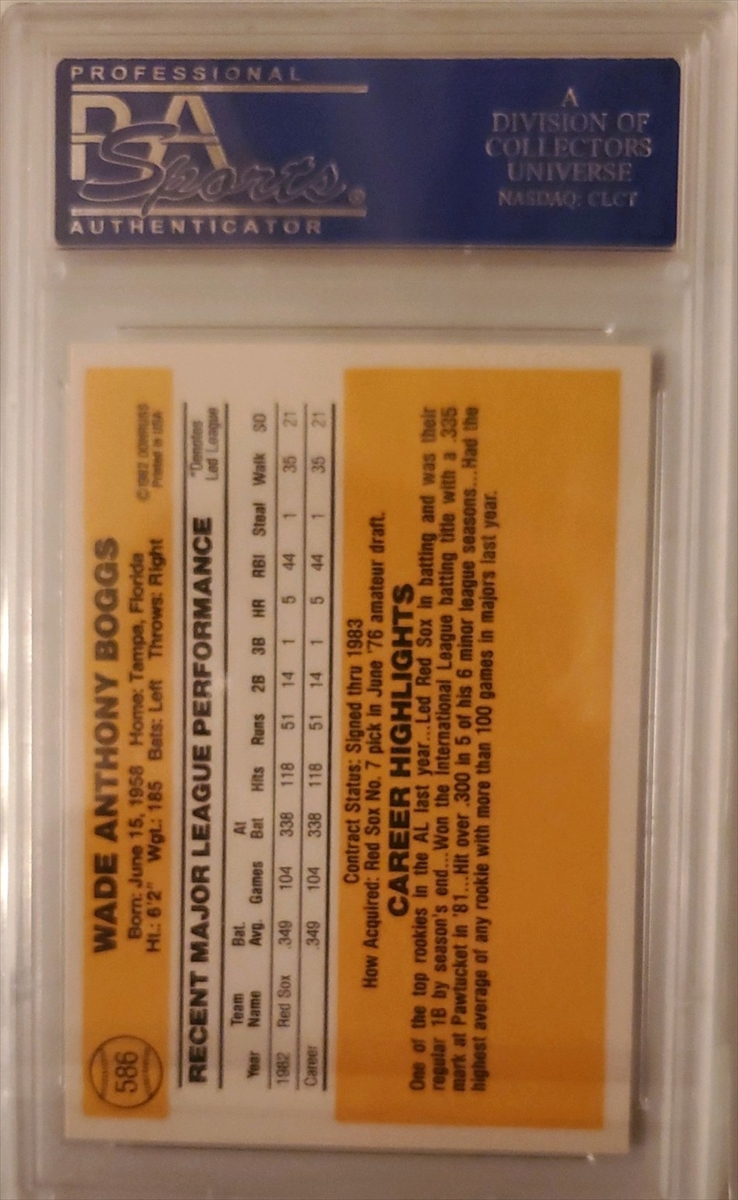 PROFESSIONAL
PSA
Sports
AUTHENTICATOR
A
DIVISION OF
COLLECTORS
UNIVERSE
NASDAQ: CLCT
586
WADE ANTHONY BOGGS
Born: June 15, 1958 Home: Tampa, Florida
Ht.: 6'2" Wgt.: 185 Bats: Left Throws: Right
©1982 DONRUSS
Printed in USA
RECENT MAJOR LEAGUE PERFORMANCE
*Denotes
Led League
Year Team Name Bat. Avg. Games At Bat Hits Runs 2B 3B HR RBI Steal Walk SO
1982 Red Sox .349 104 338 118 51 14 1 5 44 1 35 21
Career .349 104 338 118 51 14 1 5 44 1 35 21
Contract Status: Signed thru 1983
How Acquired: Red Sox No. 7 pick in June '76 amateur draft.
CAREER HIGHLIGHTS
One of the top rookies in the AL last year...Led Red Sox in batting and was their
regular 1B by season's end...Won the International League batting title with a .335
mark at Pawtucket in '81...Hit over .300 in 5 of his 6 minor league seasons...Had the
highest average of any rookie with more than 100 games in majors last year.